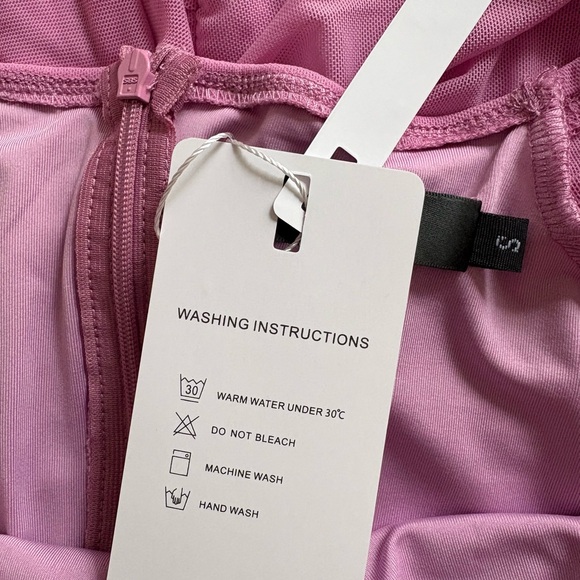 S
WASHING INSTRUCTIONS
30 WARM WATER UNDER 30℃
DO NOT BLEACH
MACHINE WASH
HAND WASH